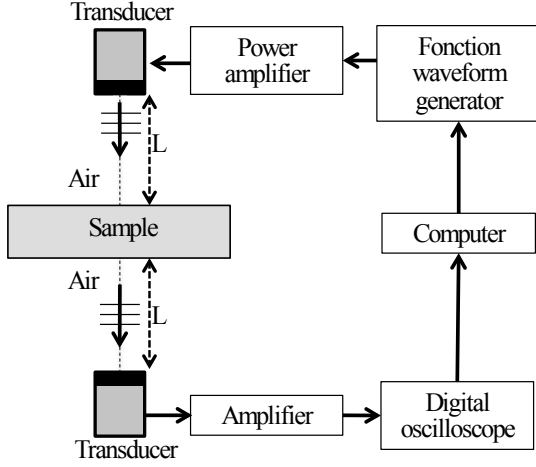 Transducer
Power
amplifier
Fonction
waveform
generator
L
Air
Sample
Computer
Air
L
Amplifier
Digital
oscilloscope
Transducer